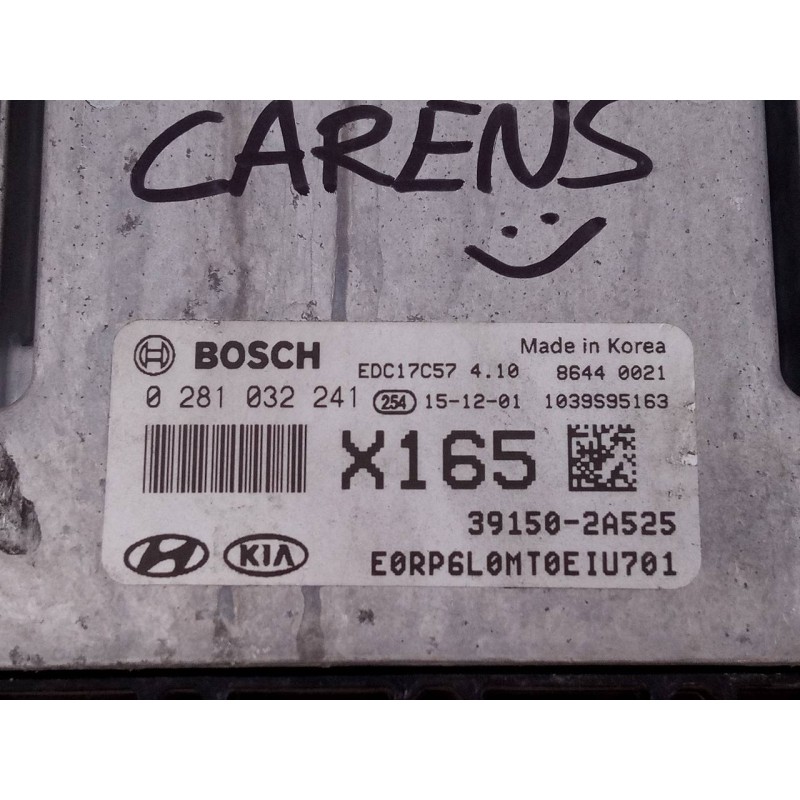 CARENS
BOSCH EDC17C57 4.10 Made in Korea
8644 0021
0 281 032 241 254 15-12-01 1039S95163
X165
39150-2A525
KIA E0RP6L0MT0EIU701